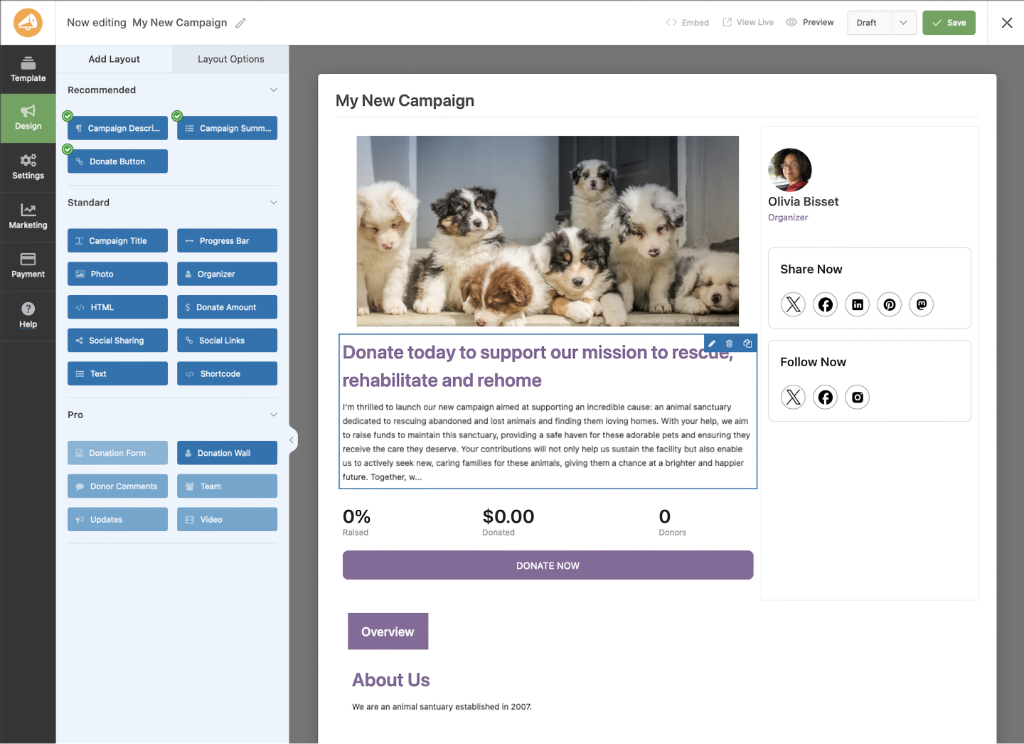 Now editing My New Campaign
Embed
View Live
Preview
Draft
Save
Template
Design
Settings
Marketing
Payment
Help
Add Layout
Layout Options
Recommended
Campaign Descri...
Campaign Summ...
Donate Button
Standard
Campaign Title
Progress Bar
Photo
Organizer
HTML
Donate Amount
Social Sharing
Social Links
Text
Shortcode
Pro
Donation Form
Donation Wall
Donor Comments
Team
Updates
Video
My New Campaign
Olivia Bisset
Organizer
Share Now
Follow Now
Donate today to support our mission to rescue,
rehabilitate and rehome
I'm thrilled to launch our new campaign aimed at supporting an incredible cause: an animal sanctuary
dedicated to rescuing abandoned and lost animals and finding them loving homes. With your help, we aim
to raise funds to maintain this sanctuary, providing a safe haven for these adorable pets and ensuring they
receive the care they deserve. Your contributions will not only help us sustain the facility but also enable
us to actively seek new, caring families for these animals, giving them a chance at a brighter and happier
future. Together, w...
0%
Raised
$0.00
Donated
0
Donors
DONATE NOW
Overview
About Us
We are an animal santuary established in 2007.